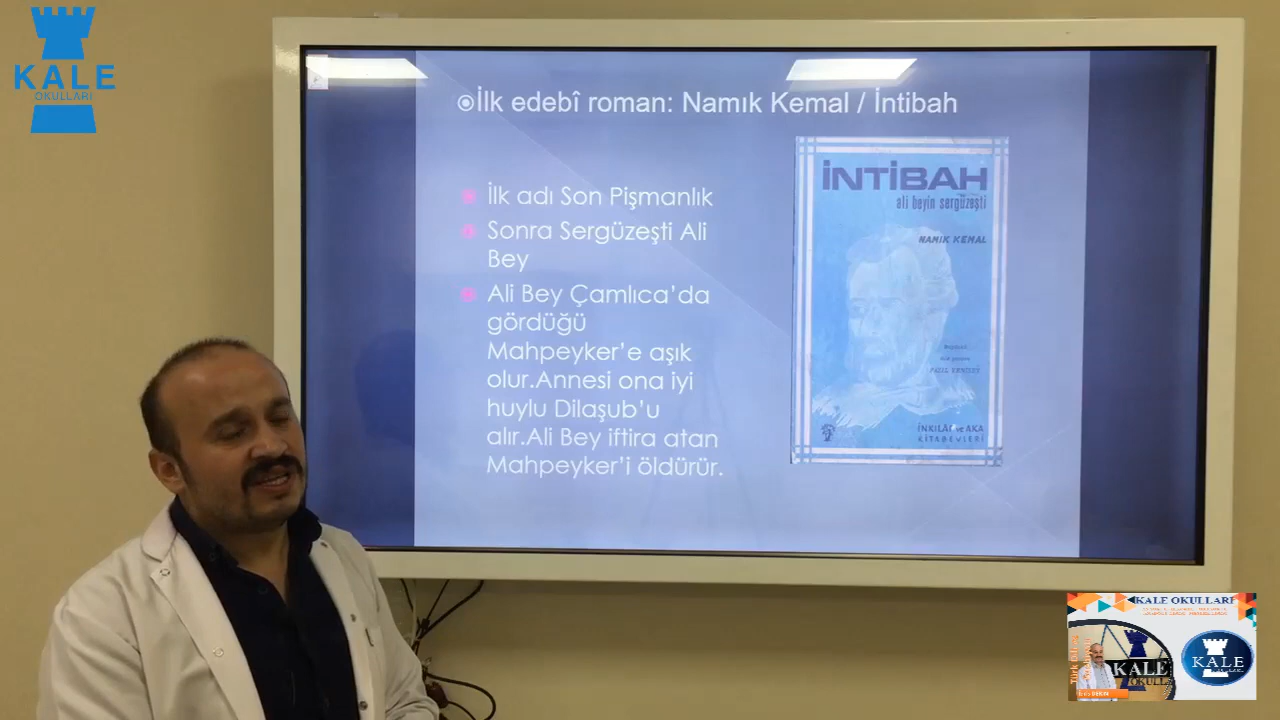 KALE
OKULLARI
İlk edebî roman: Namık Kemal / İntibah
İlk adı Son Pişmanlık
Sonra Sergüzeşti Ali
Bey
Ali Bey Çamlıca’da
gördüğü
Mahpeyker’e aşık
olur.Annesi ona iyi
huylu Dilaşub’u
alır.Ali Bey iftira atan
Mahpeyker’i öldürür.
İNTİBAH
ali beyin sergüzeşti
NAMIK KEMAL
İNKILÂP ve AKA
KİTABEVLERİ
KALE OKULLARI
KALE
OKULL
KALE